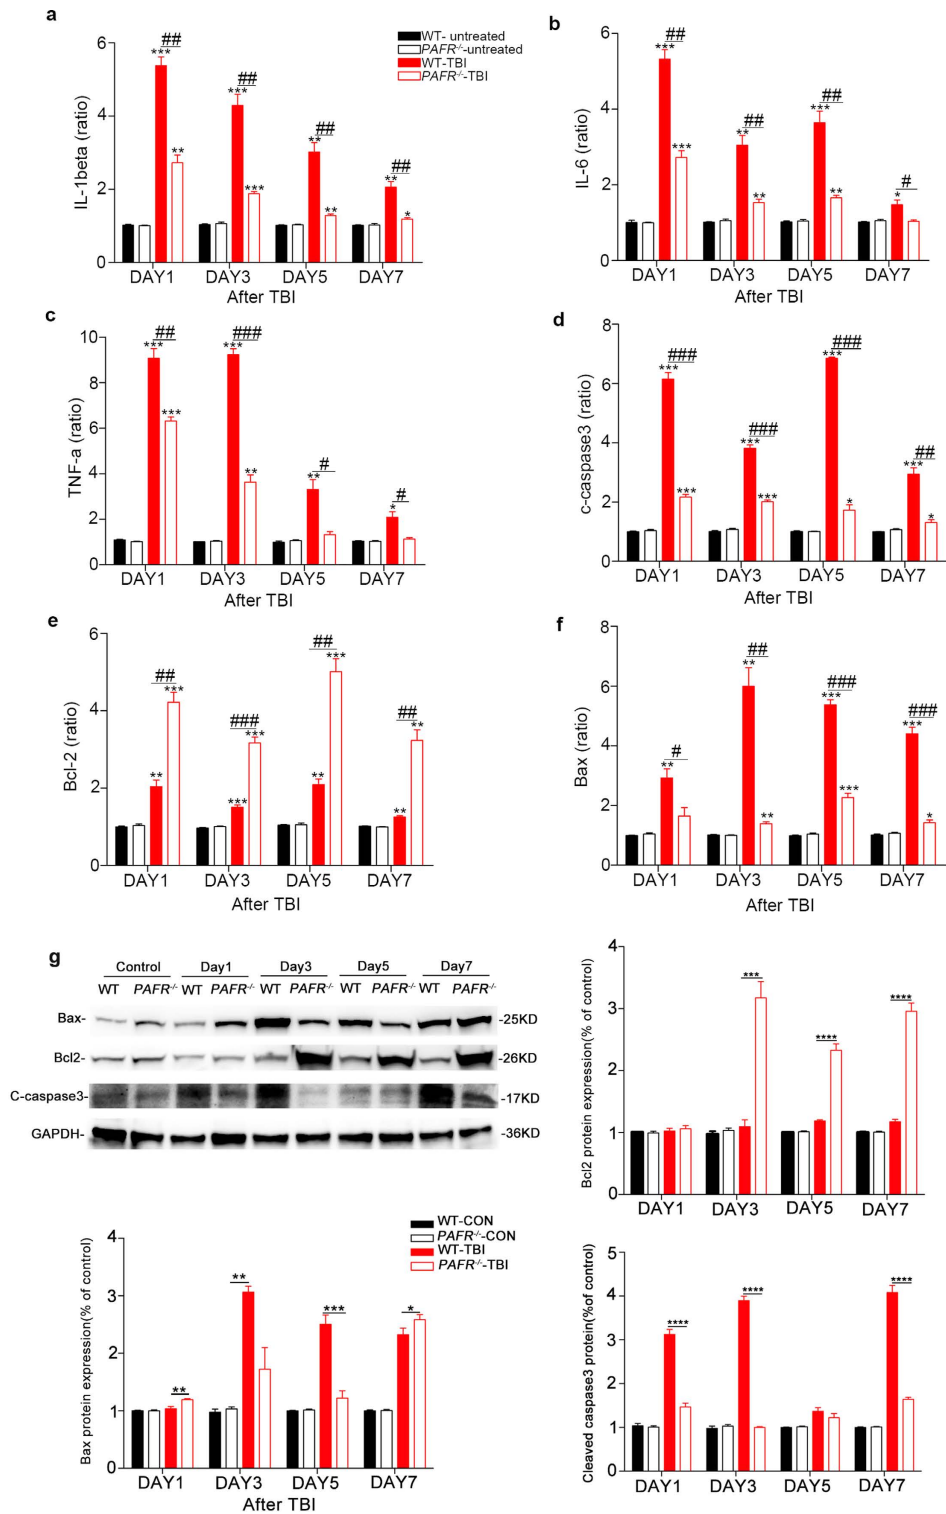 a
IL-1beta (ratio)
6
4
2
0
***
##
**
***
##
***
**
##
**
**
##
*
DAY1 DAY3 DAY5 DAY7
After TBI
WT- untreated
PAFR-/--untreated
WT-TBI
PAFR-/--TBI
b
IL-6 (ratio)
6
4
2
0
***
##
***
**
##
**
**
##
**
*
#
DAY1 DAY3 DAY5 DAY7
After TBI
c
TNF-a (ratio)
10
8
6
4
2
0
***
##
***
***
###
**
**
#
*
#
DAY1 DAY3 DAY5 DAY7
After TBI
d
c-caspase3 (ratio)
8
6
4
2
0
***
###
***
***
###
***
***
###
*
***
##
*
DAY1 DAY3 DAY5 DAY7
After TBI
e
Bcl-2 (ratio)
6
4
2
0
**
##
***
***
###
***
**
##
***
**
##
**
DAY1 DAY3 DAY5 DAY7
After TBI
f
Bax (ratio)
8
6
4
2
0
**
#
**
##
**
***
###
***
***
###
*
DAY1 DAY3 DAY5 DAY7
After TBI
g
Control Day1 Day3 Day5 Day7
WT PAFR-/- WT PAFR-/- WT PAFR-/- WT PAFR-/- WT PAFR-/-
Bax- -25KD
Bcl2- -26KD
C-caspase3- -17KD
GAPDH- -36KD
Bcl2 protein expression(% of control)
4
3
2
1
0
***
****
****
DAY1 DAY3 DAY5 DAY7
Bax protein expression(% of control)
4
3
2
1
0
**
**
***
*
DAY1 DAY3 DAY5 DAY7
After TBI
WT-CON
PAFR-/--CON
WT-TBI
PAFR-/--TBI
Cleaved caspase3 protein(%of control)
5
4
3
2
1
0
****
****
****
DAY1 DAY3 DAY5 DAY7